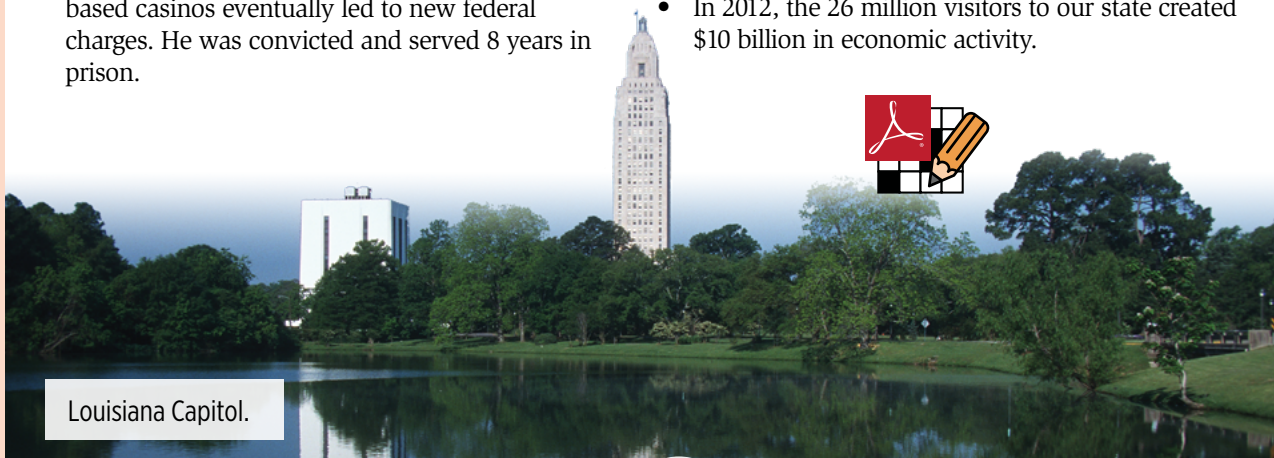 based casinos eventually led to new federal
charges. He was convicted and served 8 years in
prison.
• In 2012, the 26 million visitors to our state created
$10 billion in economic activity.
Louisiana Capitol.